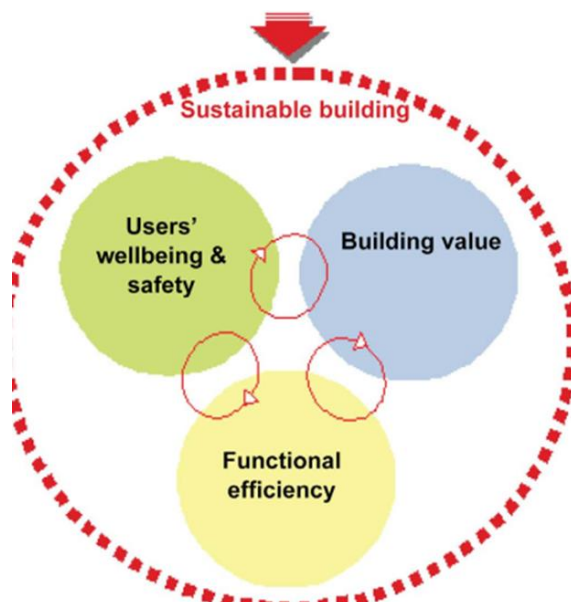 Sustainable building
Users’
wellbeing &
safety
Building value
Functional
efficiency